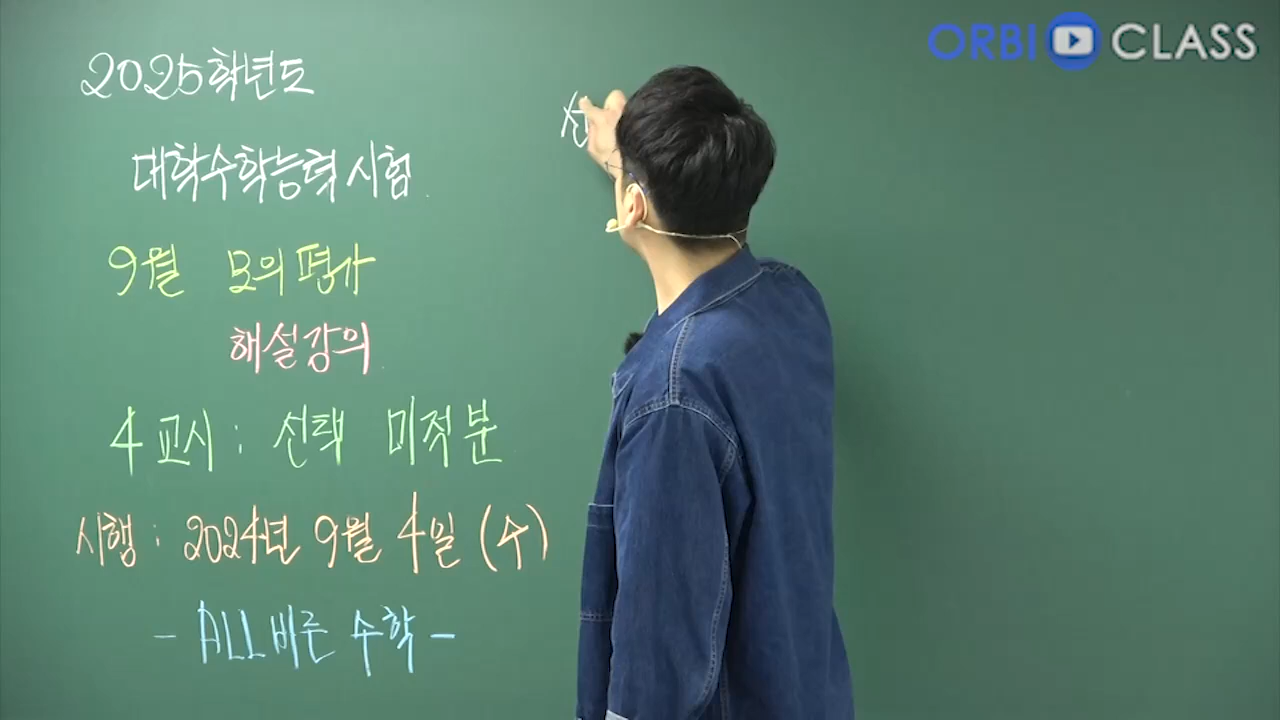 2025학년도
대학수학능력시험.
9월 모의평가
해설강의.
4교시 : 선택 미적분
시행 : 2024년 9월 4일 (수)
- ALL바른 수학 -
ORBI CLASS